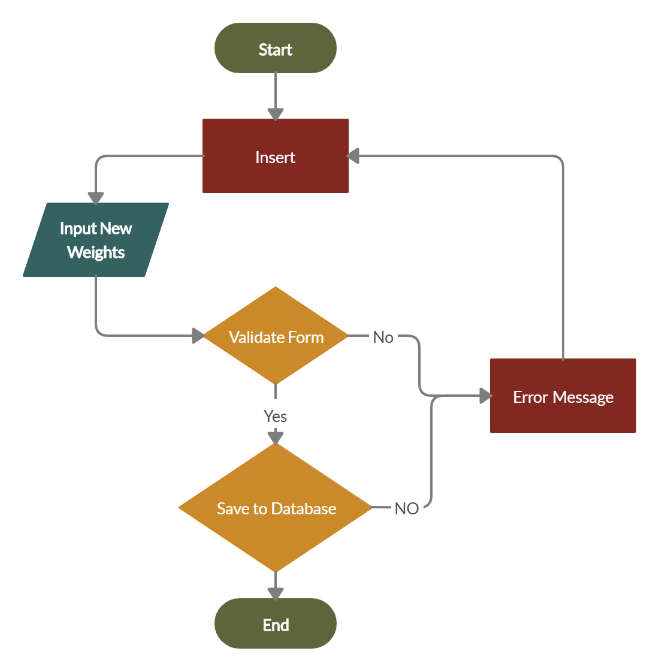 Start
Insert
Input New
Weights
Validate Form
No
Yes
Error Message
Save to Database
NO
End